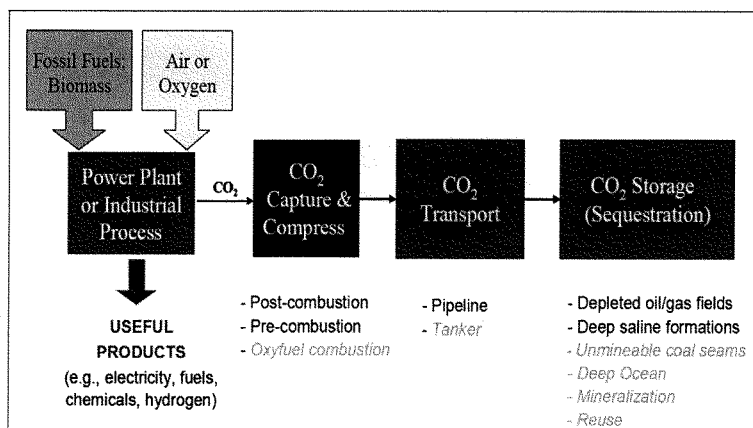 Fossil Fuels;
Biomass
Air or
Oxygen
Power Plant
or Industrial
Process
CO2
CO2
Capture &
Compress
CO2
Transport
CO2 Storage
(Sequestration)
USEFUL
PRODUCTS
(e.g., electricity, fuels,
chemicals, hydrogen)
- Post-combustion
- Pre-combustion
- Oxyfuel combustion
- Pipeline
- Tanker
- Depleted oil/gas fields
- Deep saline formations
- Unmineable coal seams
- Deep Ocean
- Mineralization
- Reuse